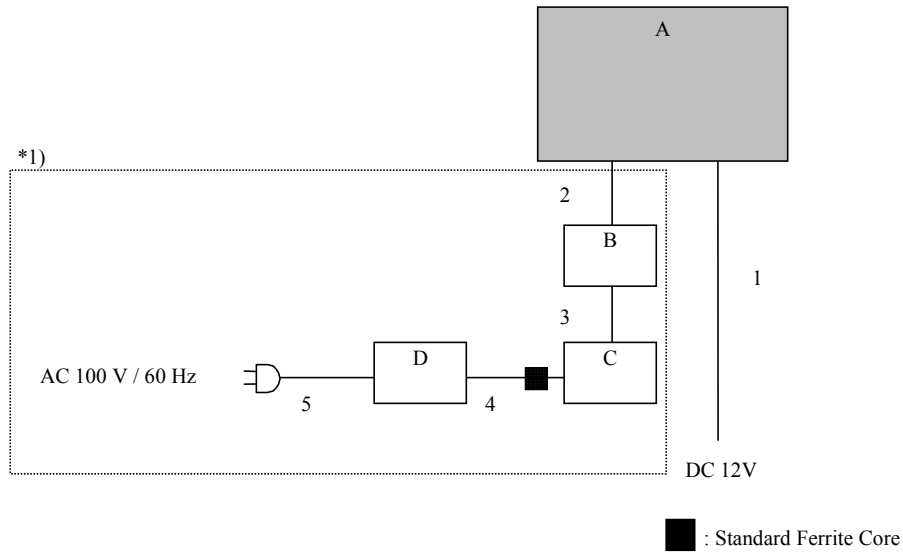 A
*1)
2
B
1
3
AC 100 V / 60 Hz
D
C
5
4
DC 12V
: Standard Ferrite Core